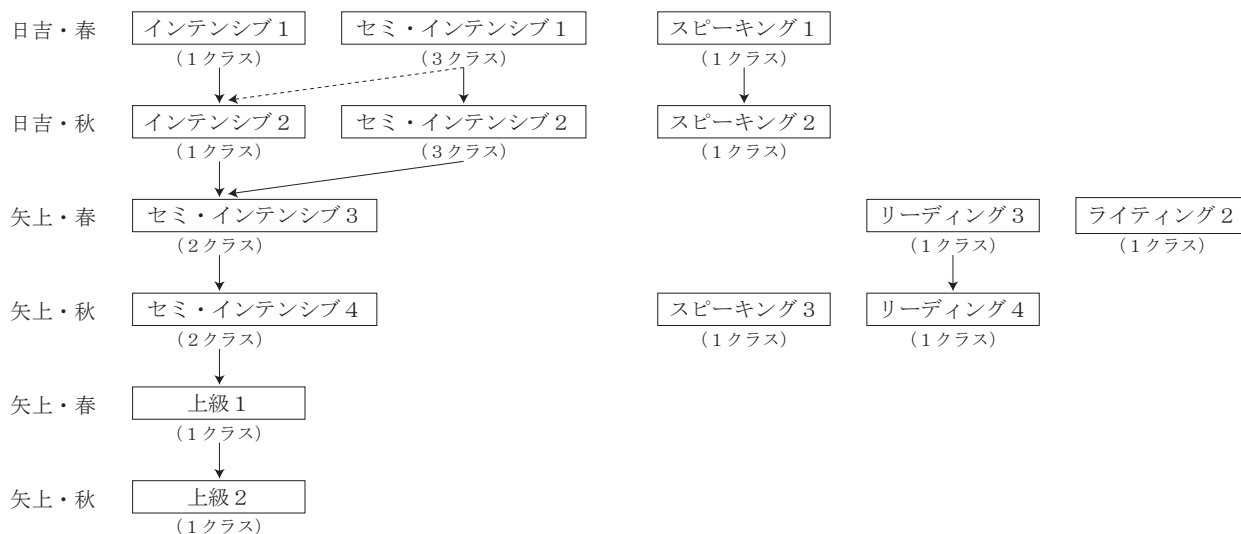 日吉・春 インテンシブ1 セミ・インテンシブ1 スピーキング1
（1クラス） （3クラス） （1クラス）
日吉・秋 インテンシブ2 セミ・インテンシブ2 スピーキング2
（1クラス） （3クラス） （1クラス）
矢上・春 セミ・インテンシブ3 リーディング3 ライティング2
（2クラス） （1クラス） （1クラス）
矢上・秋 セミ・インテンシブ4 スピーキング3 リーディング4
（2クラス） （1クラス） （1クラス）
矢上・春 上級1
（1クラス）
矢上・秋 上級2
（1クラス）